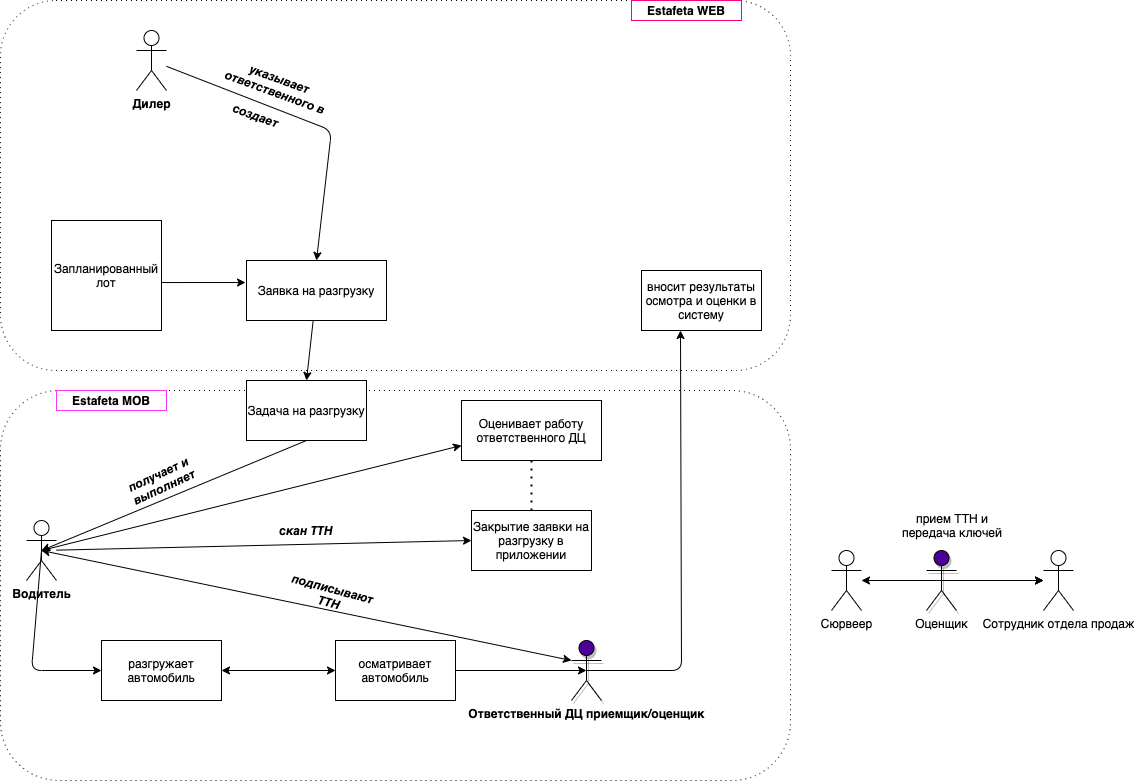 Estafeta WEB
Дилер
указывает
ответственного в
создает
Запланированный
лот
Заявка на разгрузку
вносит результаты
осмотра и оценки в
систему
Estafeta MOB
Задача на разгрузку
Оценивает работу
ответственного ДЦ
получает и
выполняет
скан ТТН
Закрытие заявки на
разгрузку в
приложении
Водитель
подписывают
ТТН
разгружает
автомобиль
осматривает
автомобиль
Ответственный ДЦ приемщик/оценщик
прием ТТН и
передача ключей
Сюрвеер
Оценщик
Сотрудник отдела продаж